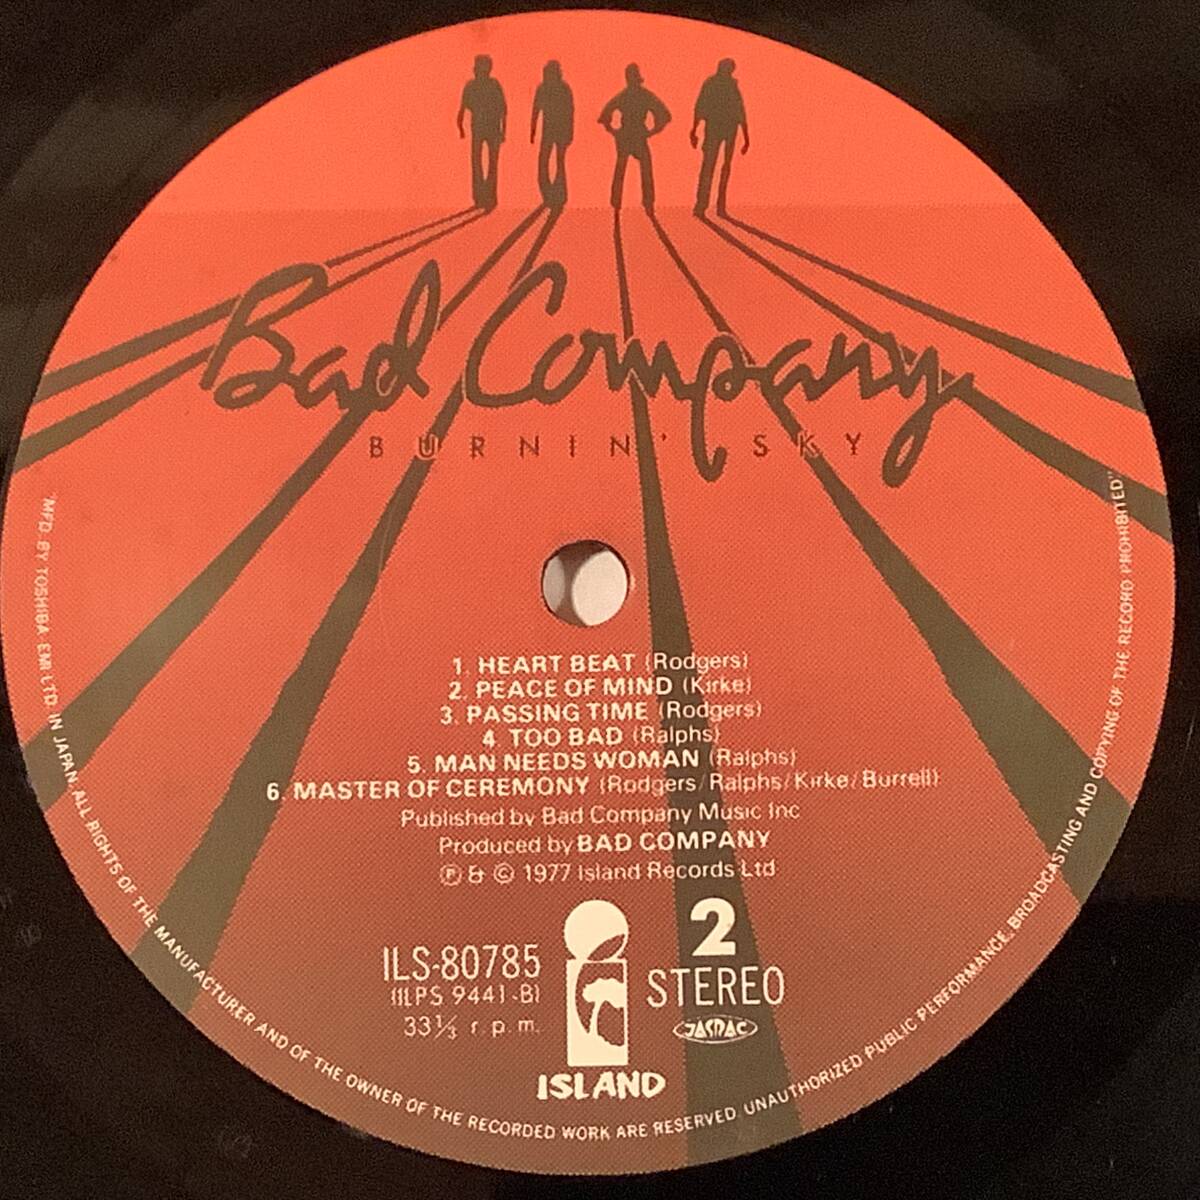 Bad Company
BURNIN' SKY
1. HEART BEAT (Rodgers)
2. PEACE OF MIND (Kirke)
3. PASSING TIME (Rodgers)
4 TOO BAD (Ralphs)
5. MAN NEEDS WOMAN (Ralphs)
6. MASTER OF CEREMONY (Rodgers/Ralphs/Kirke/Burrell)
Published by Bad Company Music Inc
Produced by BAD COMPANY
Ⓟ & © 1977 Island Records Ltd
ILS-80785
(ILPS 9441-B)
33⅓ r.p.m.
2
STEREO
JASRAC
ISLAND
"MFD. BY TOSHIBA EMI LTD. IN JAPAN. ALL RIGHTS OF THE MANUFACTURER AND OF THE OWNER OF THE RECORDED WORK ARE RESERVED. UNAUTHORIZED PUBLIC PERFORMANCE, BROADCASTING AND COPYING OF THE RECORD PROHIBITED"